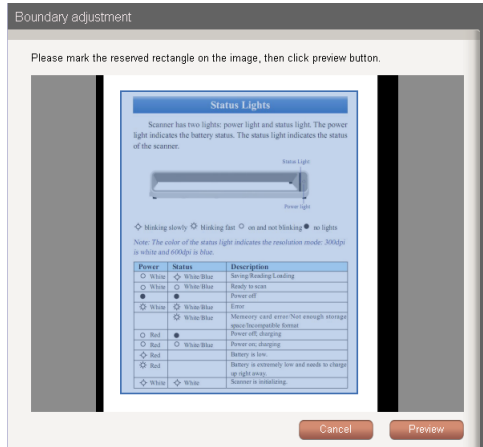 Boundary adjustment
Please mark the reserved rectangle on the image, then click preview button.
Status Lights
Scanner has two lights: power light and status light. The power
light indicates the battery status. The status light indicates the status
of the scanner.
Status Light
Power light
blinking slowly blinking fast on and not blinking no lights
Note: The color of the status light indicates the resolution mode: 300dpi
is white and 600dpi is blue.
Power Status Description
White White/Blue Saving/Reading/Loading
White White/Blue Ready to scan
Power off
White White/Blue Error
White/Blue Memeory card error/Not enough storage
space/Incompatible format
Red Power off; charging
Red White/Blue Power on; charging
Red Battery is low.
Red Battery is extremely low and needs to charge
up right away.
White White Scanner is initializing.
Cancel Preview